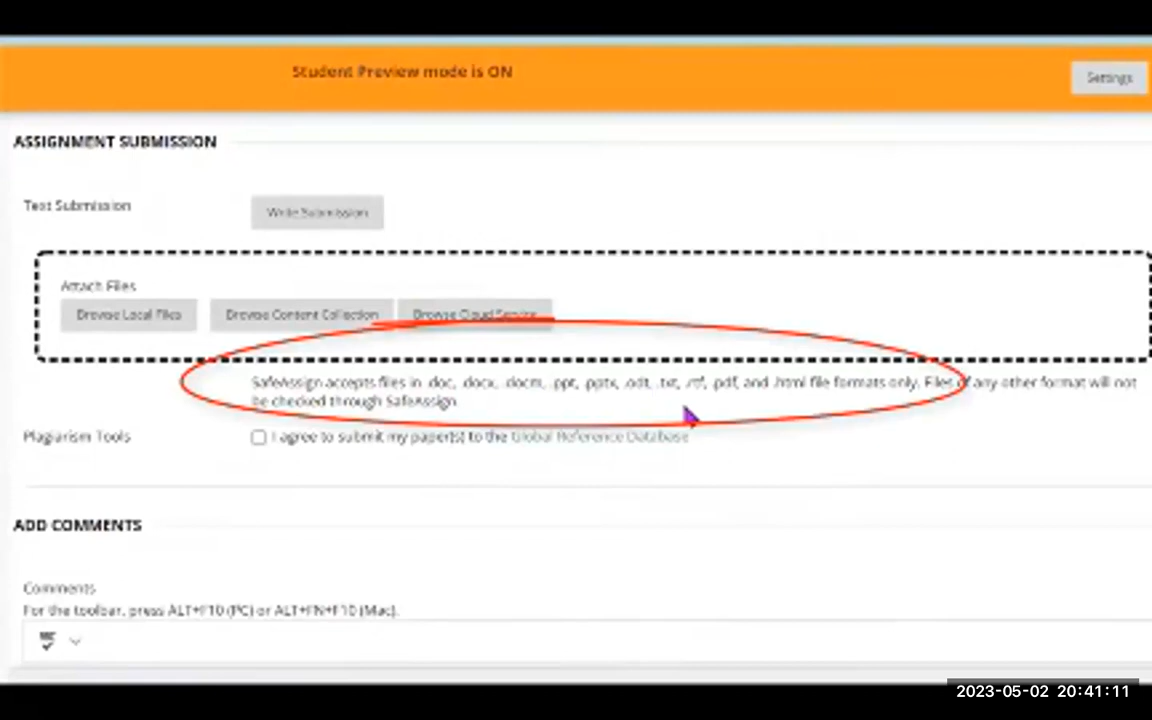 Student Preview mode is ON
Settings
ASSIGNMENT SUBMISSION
Text Submission
Write Submission
Attach Files
Browse Local Files
Browse Content Collection
Browse Cloud Service
SafeAssign accepts files in .doc, .docx, .docm, .ppt, .pptx, .odt, .txt, .rtf, .pdf, and .html file formats only. Files of any other format will not
be checked through SafeAssign.
Plagiarism Tools
I agree to submit my paper(s) to the Global Reference Database
ADD COMMENTS
Comments
For the toolbar, press ALT+F10 (PC) or ALT+FN+F10 (Mac).
2023-05-02 20:41:11